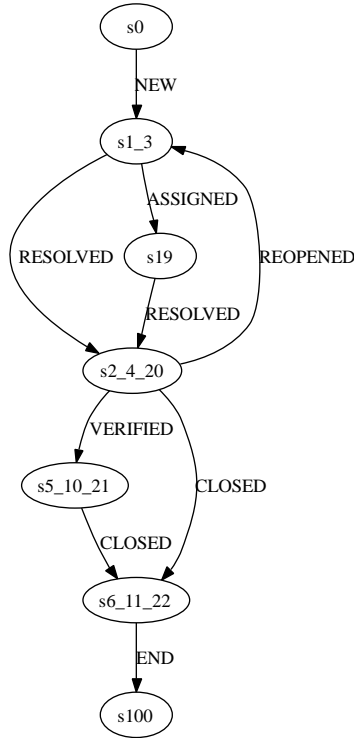 s0
NEW
s1_3
ASSIGNED
RESOLVED
s19
REOPENED
RESOLVED
s2_4_20
VERIFIED
s5_10_21
CLOSED
CLOSED
s6_11_22
END
s100